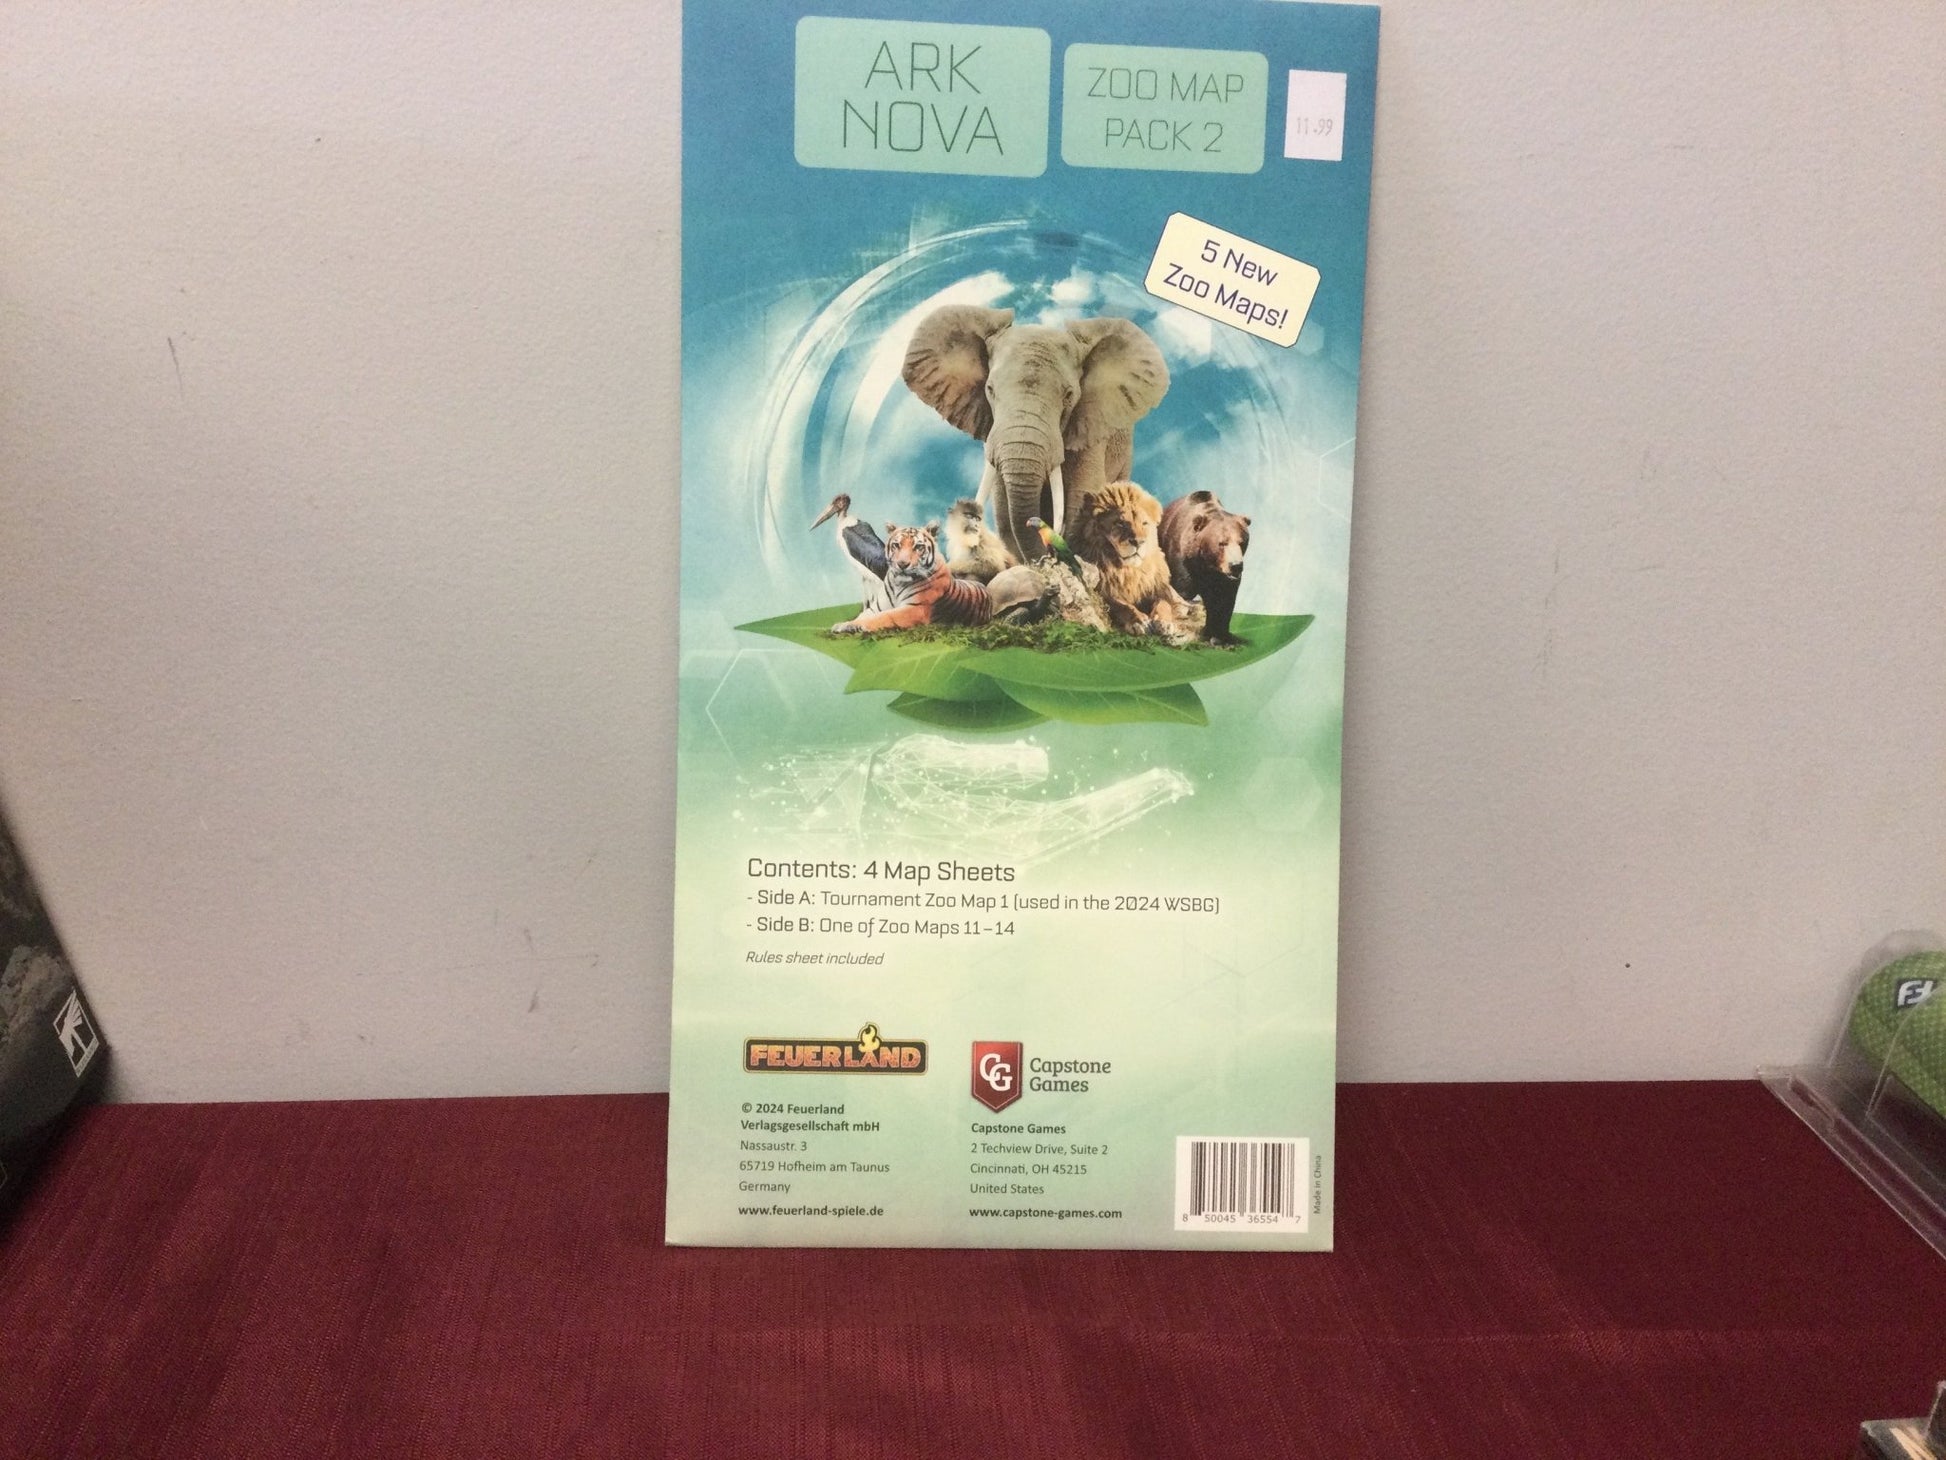 ARK
NOVA
ZOO MAP
PACK 2
11.99
5 New
Zoo Maps!
Contents: 4 Map Sheets
- Side A: Tournament Zoo Map 1 (used in the 2024 WSBG)
- Side B: One of Zoo Maps 11–14
Rules sheet included
FEUERLAND
© 2024 Feuerland
Verlagsgesellschaft mbH
Nassaustr. 3
65719 Hofheim am Taunus
Germany
www.feuerland-spiele.de
CG
Capstone
Games
Capstone Games
2 Techview Drive, Suite 2
Cincinnati, OH 45215
United States
www.capstone-games.com
8 50045 36554 7
Made in China
FJ